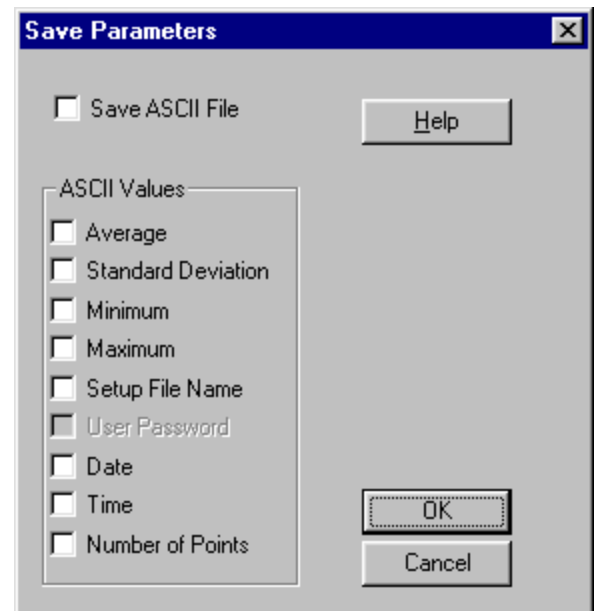 Save Parameters
Save ASCII File
Help
ASCII Values
Average
Standard Deviation
Minimum
Maximum
Setup File Name
User Password
Date
Time
Number of Points
OK
Cancel